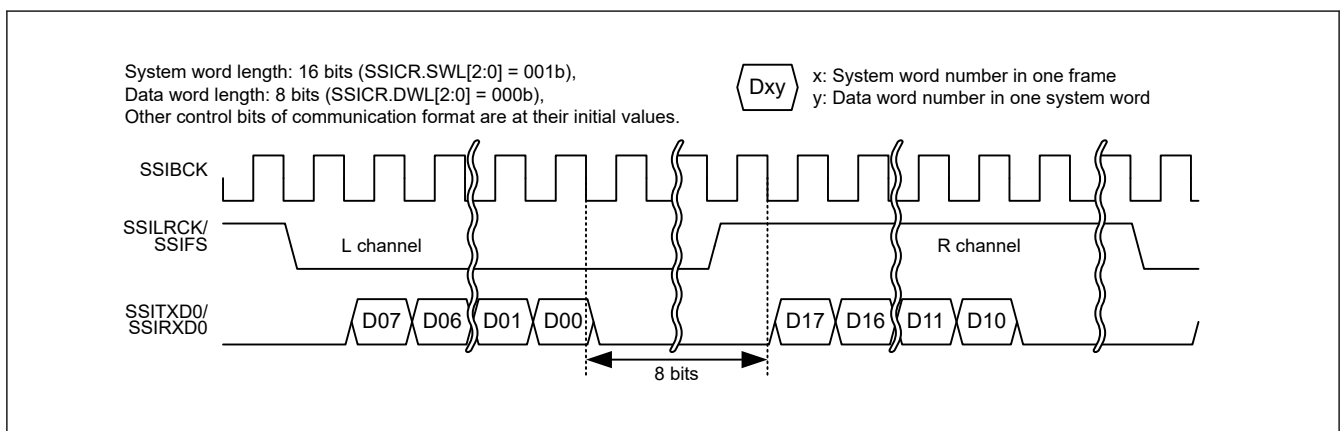 System word length: 16 bits (SSICR.SWL[2:0] = 001b),
Data word length: 8 bits (SSICR.DWL[2:0] = 000b),
Other control bits of communication format are at their initial values.
Dxy
x: System word number in one frame
y: Data word number in one system word
SSIBCK
SSILRCK/
SSIFS
L channel
R channel
SSITXD0/
SSIRXD0
D07 D06 D01 D00 D17 D16 D11 D10
8 bits